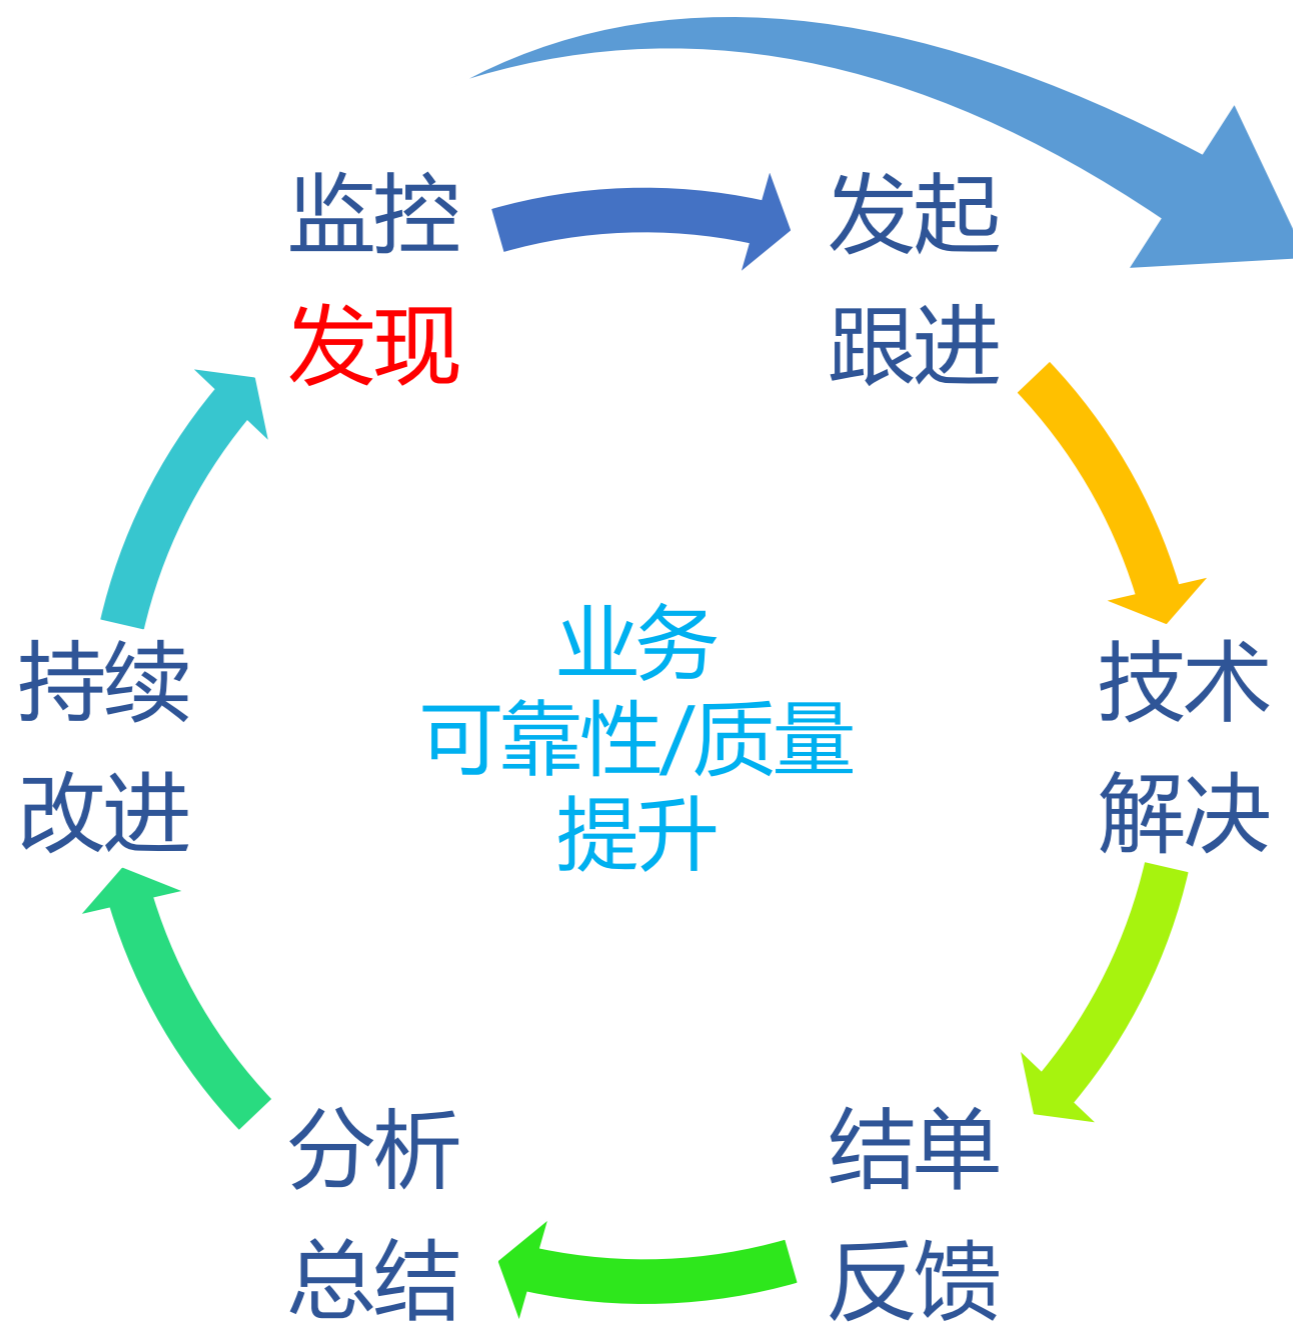 监控
发现
发起
跟进
技术
解决
结单
反馈
分析
总结
持续
改进
业务
可靠性/质量
提升